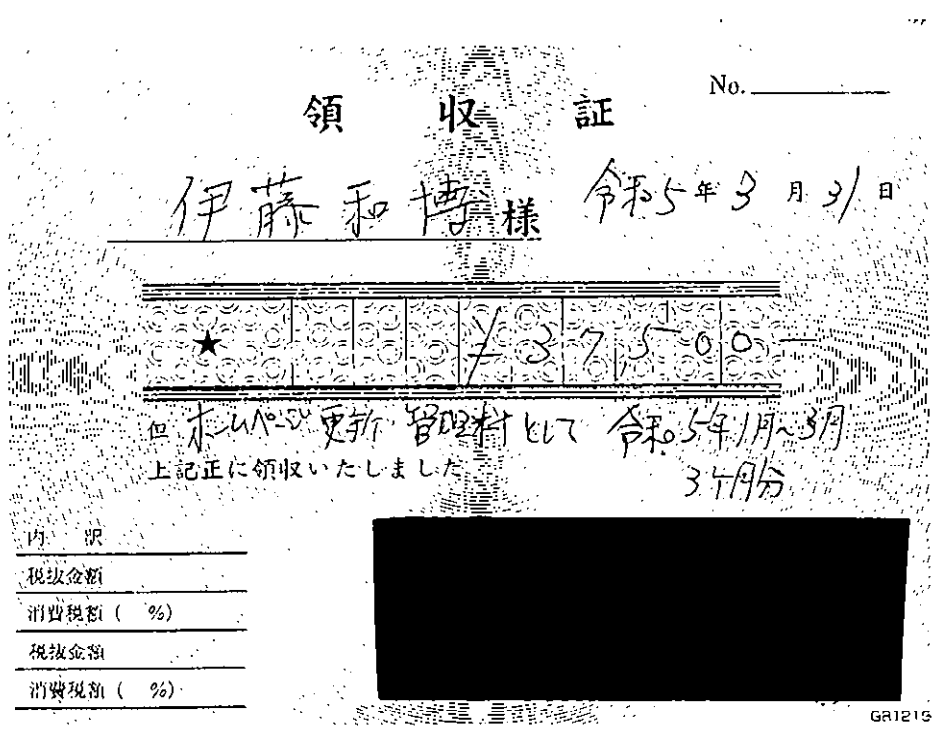 領収証
No.
伊藤和博様
令和5年3月31日
★ ¥37,500-
但 ホームページ更新管理料として 令和5年1月~3月
3ヶ月分
上記正に領収いたしました
内訳
税抜金額
消費税額( %)
税抜金額
消費税額( %)
GR1215